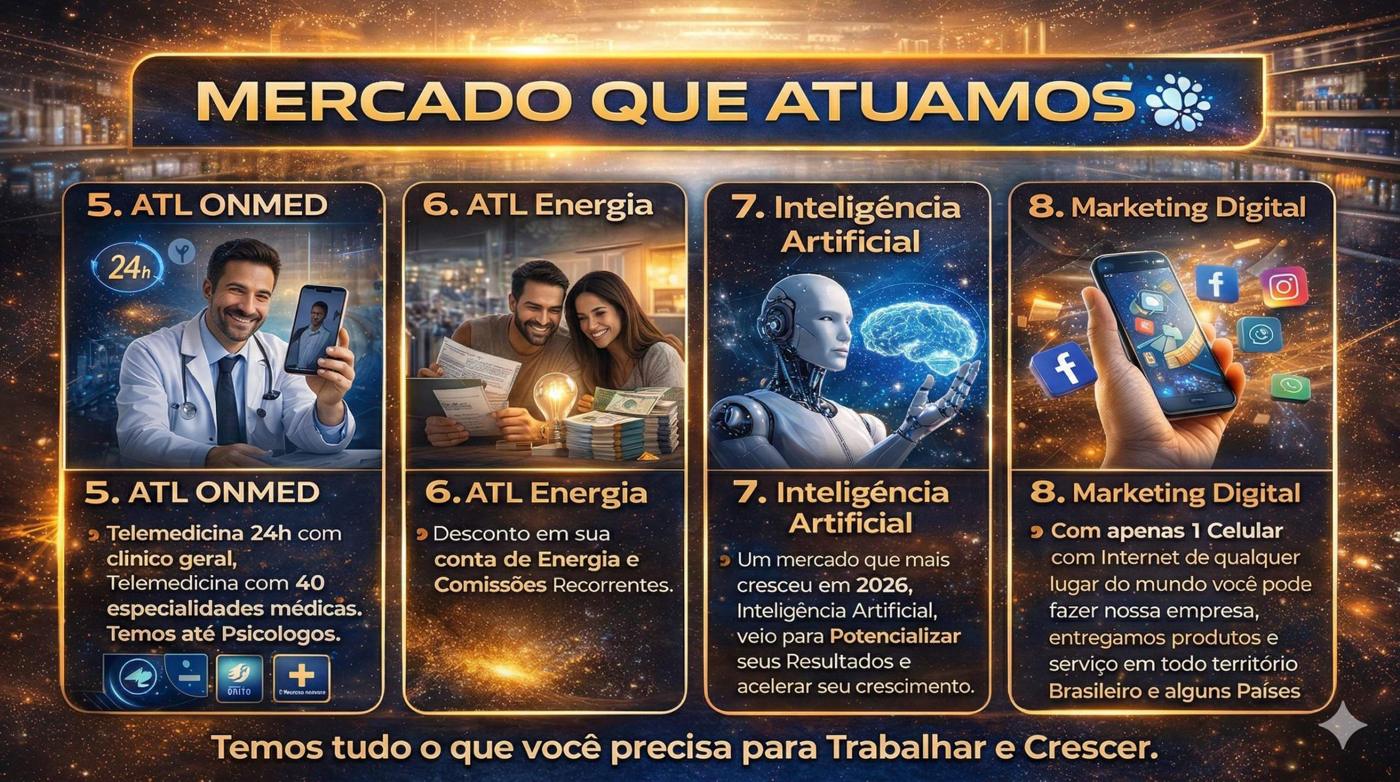 MERCADO QUE ATUAMOS
5. ATL ONMED
24h
5. ATL ONMED
Telemedicina 24h com
clinico geral,
Telemedicina com 40
especialidades médicas.
Temos até Psicologos.
6. ATL Energia
6. ATL Energia
Desconto em sua
conta de Energia e
Comissões Recorrentes.
7. Inteligéncia
Artificial
7. Inteligéncia
Artificial
Um mercado que mais
cresceu em 2026,
Inteligência Artificial,
veio para Potencializar
seus Resultados e
acelerar seu crescimento.
8. Marketing Digital
8. Marketing Digital
Com apenas 1 Celular
com Internet de qualquer
lugar do mundo você pode
fazer nossa empresa,
entregamos produtos e
serviço em todo território
Brasileiro e alguns Países
Temos tudo o que você precisa para Trabalhar e Crescer.